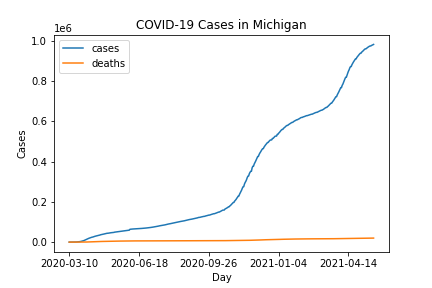 COVID-19 Cases in Michigan
1e6
cases
deaths
1.0
0.8
0.6
0.4
0.2
0.0
Cases
2020-03-10 2020-06-18 2020-09-26 2021-01-04 2021-04-14
Day